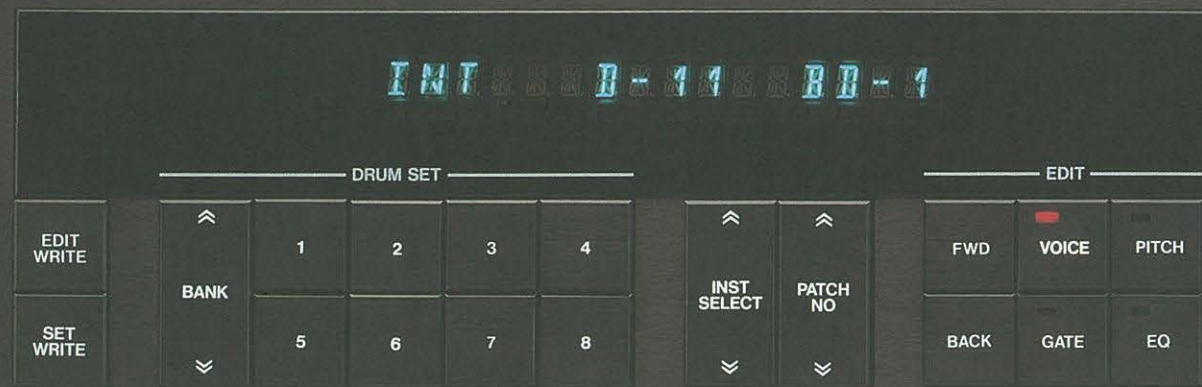 INT D-11 BD-1
DRUM SET
EDIT
EDIT WRITE
BANK
1 2 3 4
INST SELECT
PATCH NO
FWD VOICE PITCH
SET WRITE
5 6 7 8
BACK GATE EQ